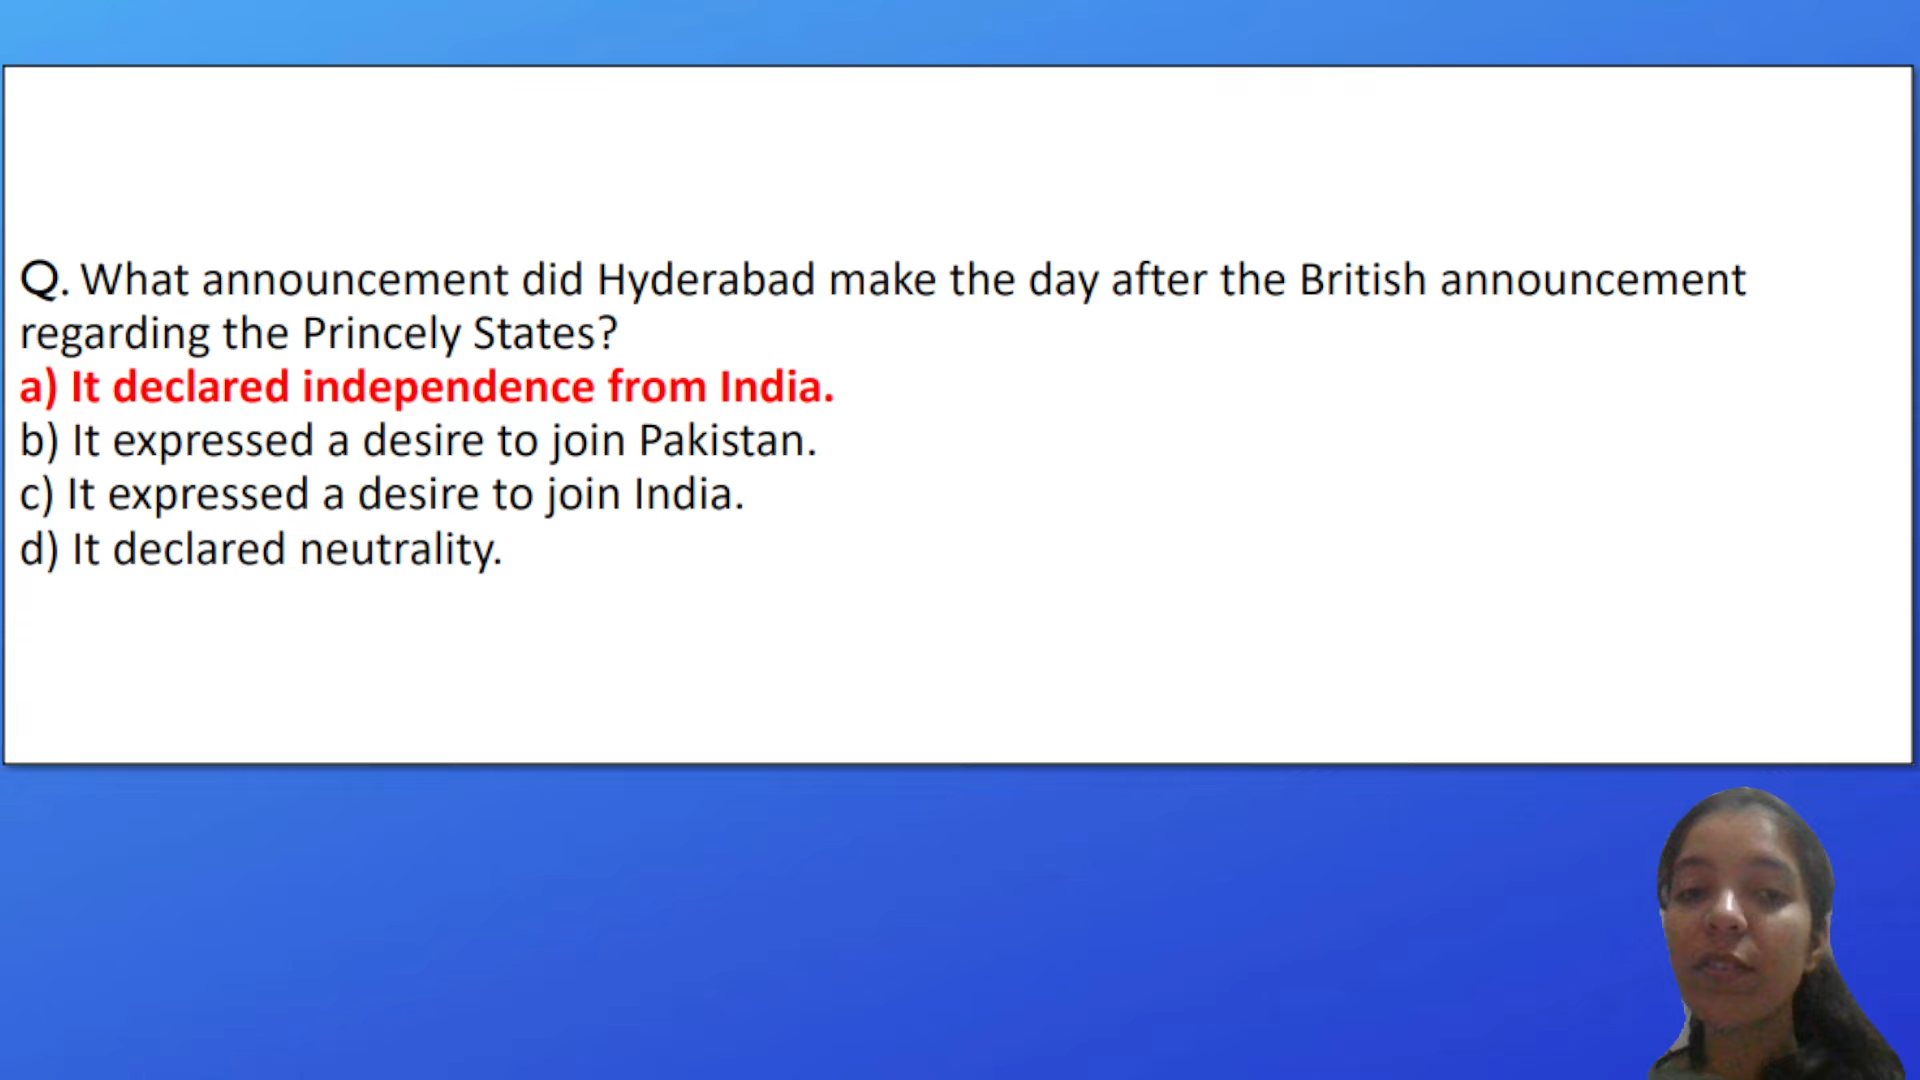 Q. What announcement did Hyderabad make the day after the British announcement
regarding the Princely States?
a) It declared independence from India.
b) It expressed a desire to join Pakistan.
c) It expressed a desire to join India.
d) It declared neutrality.